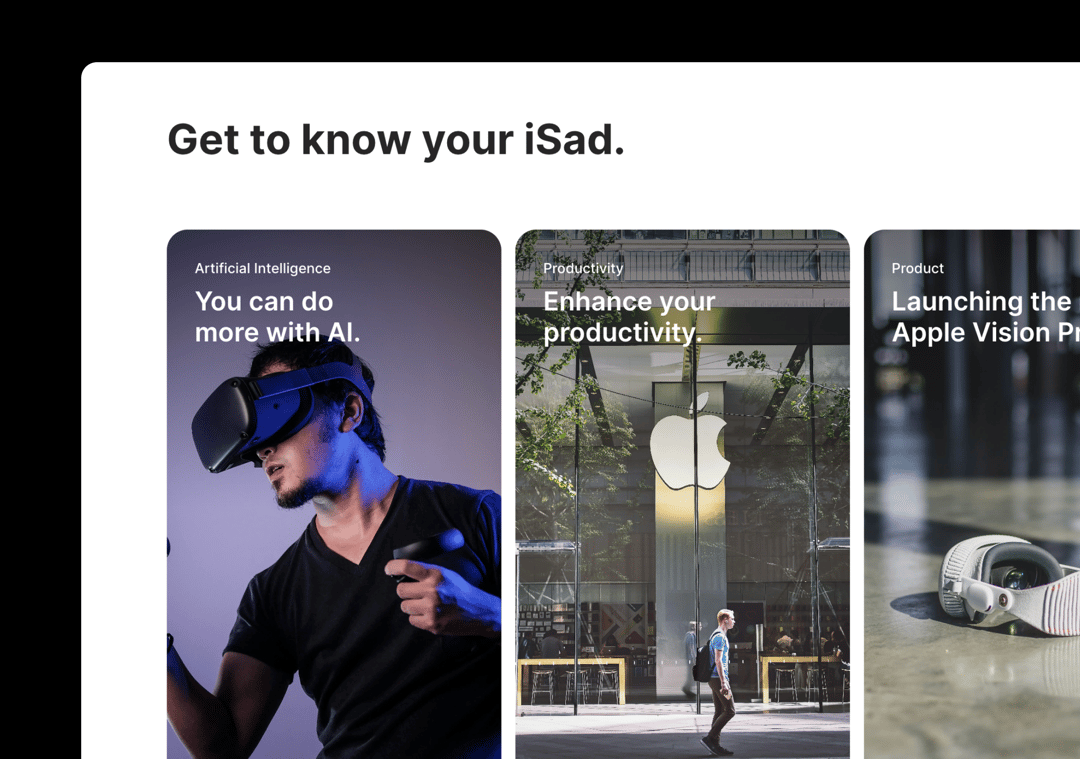 Get to know your iSad.
Artificial Intelligence
You can do
more with AI.
Productivity
Enhance your
productivity.
Product
Launching the
Apple Vision